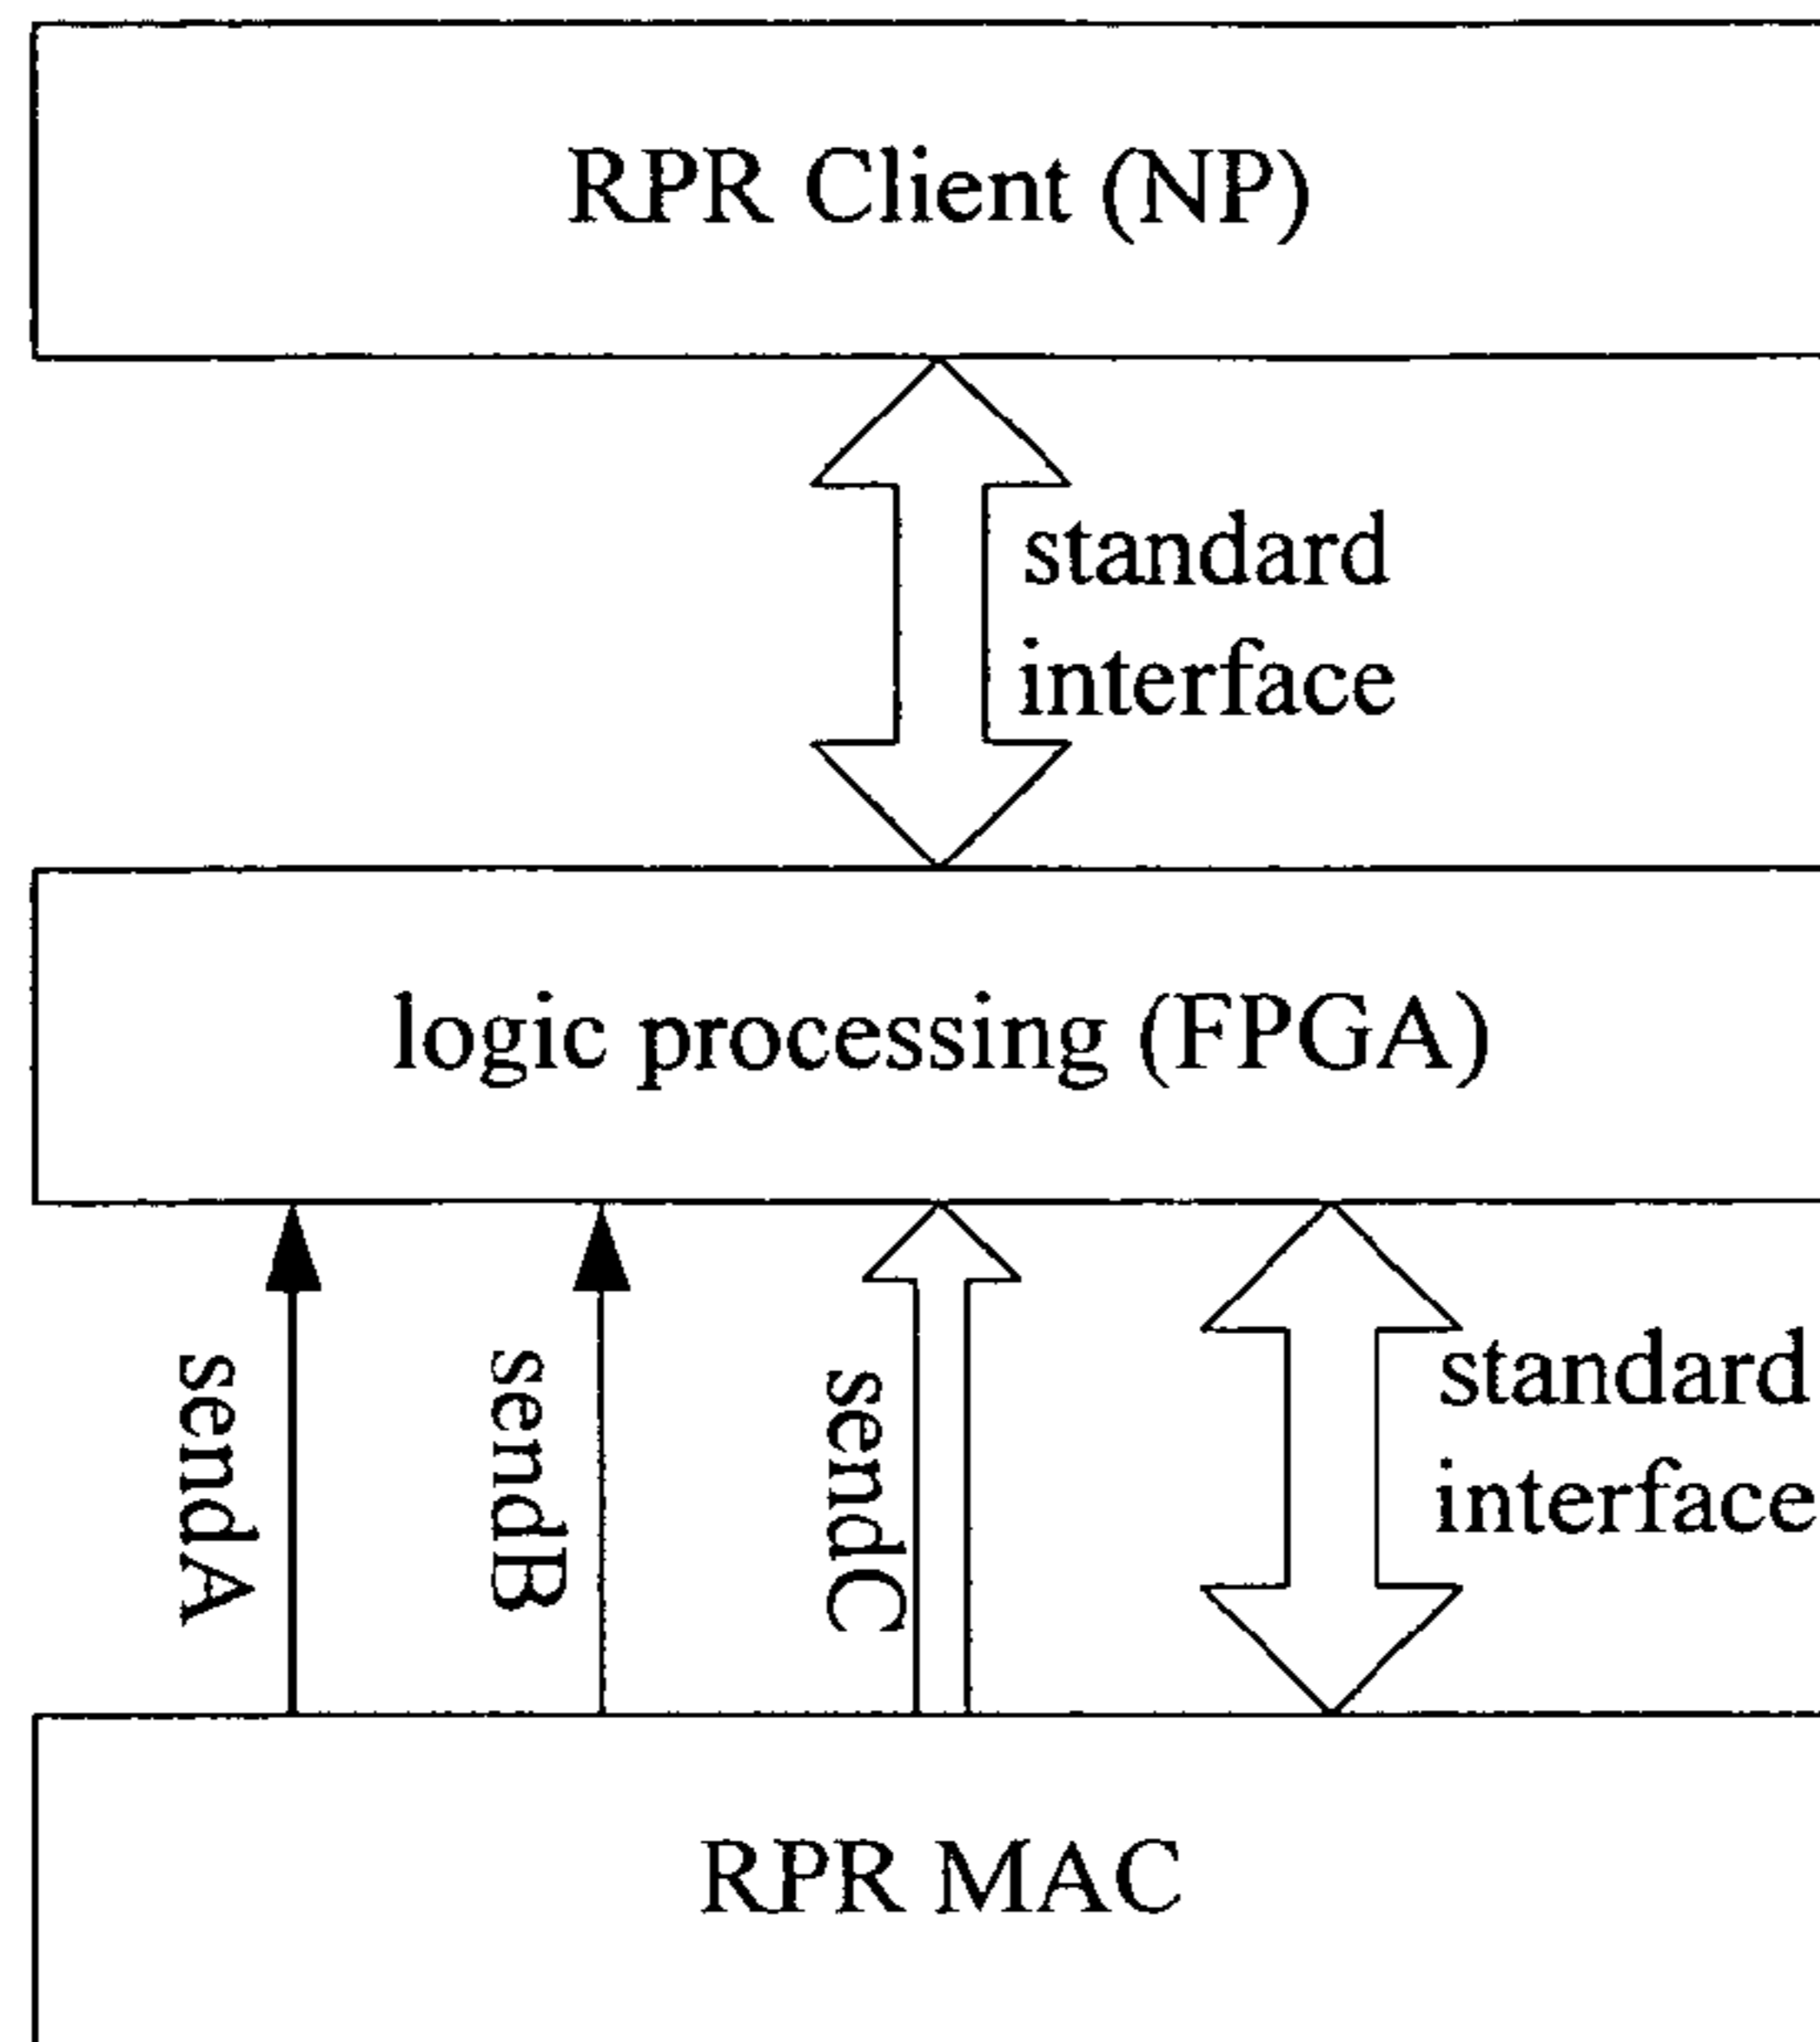 RPR Client (NP)
standard
interface
logic processing (FPGA)
sendA
sendB
sendC
standard
interface
RPR MAC